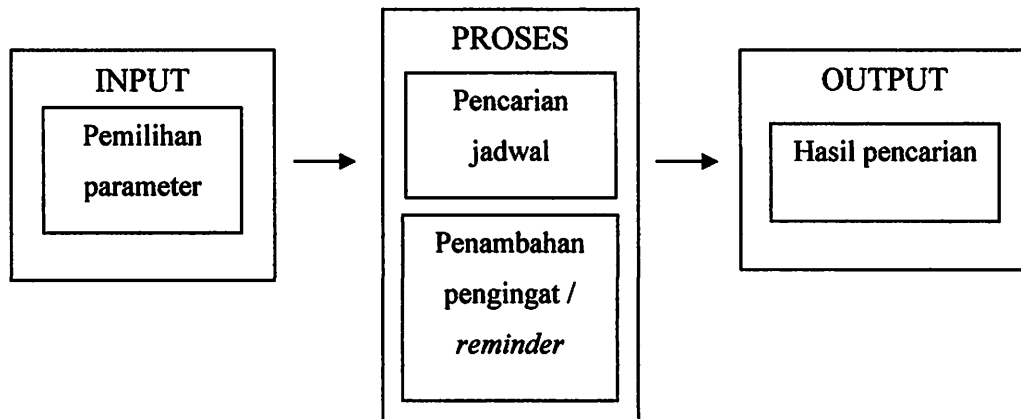 INPUT
Pemilihan
parameter
PROSES
Pencarian
jadwal
Penambahan
pengingat /
reminder
OUTPUT
Hasil pencarian